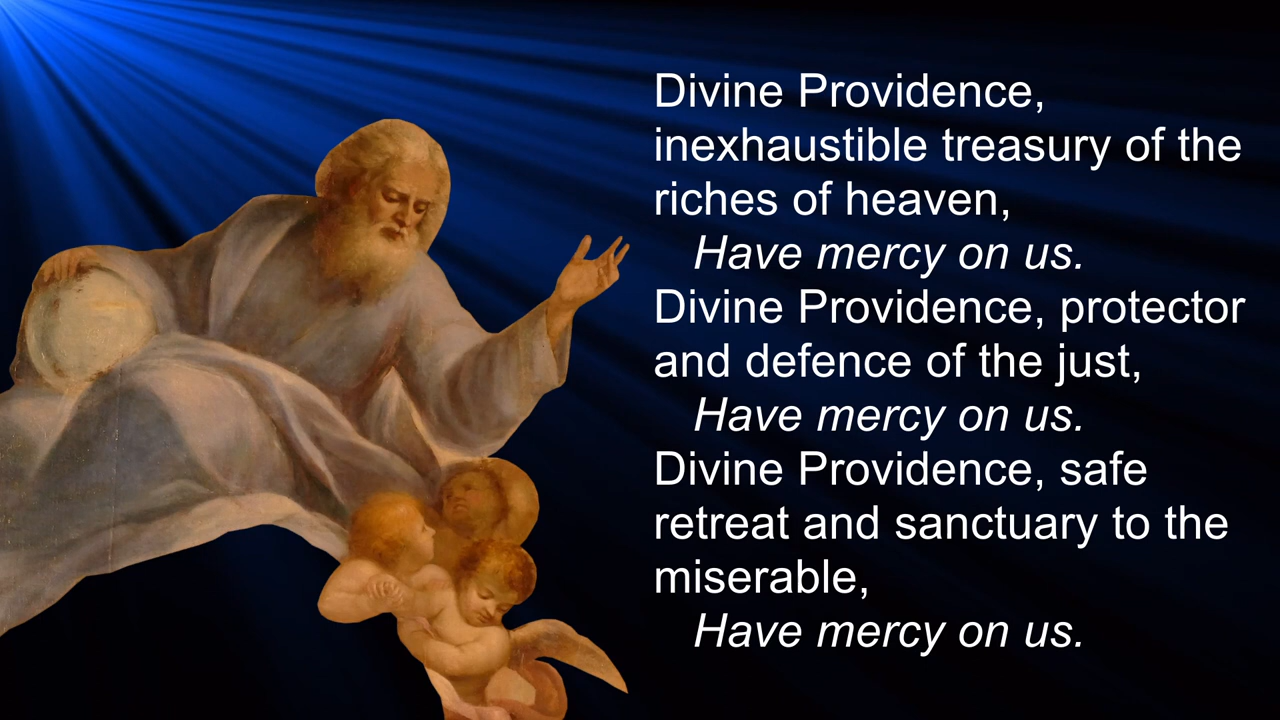 Divine Providence,
inexhaustible treasury of the
riches of heaven,
Have mercy on us.
Divine Providence, protector
and defence of the just,
Have mercy on us.
Divine Providence, safe
retreat and sanctuary to the
miserable,
Have mercy on us.